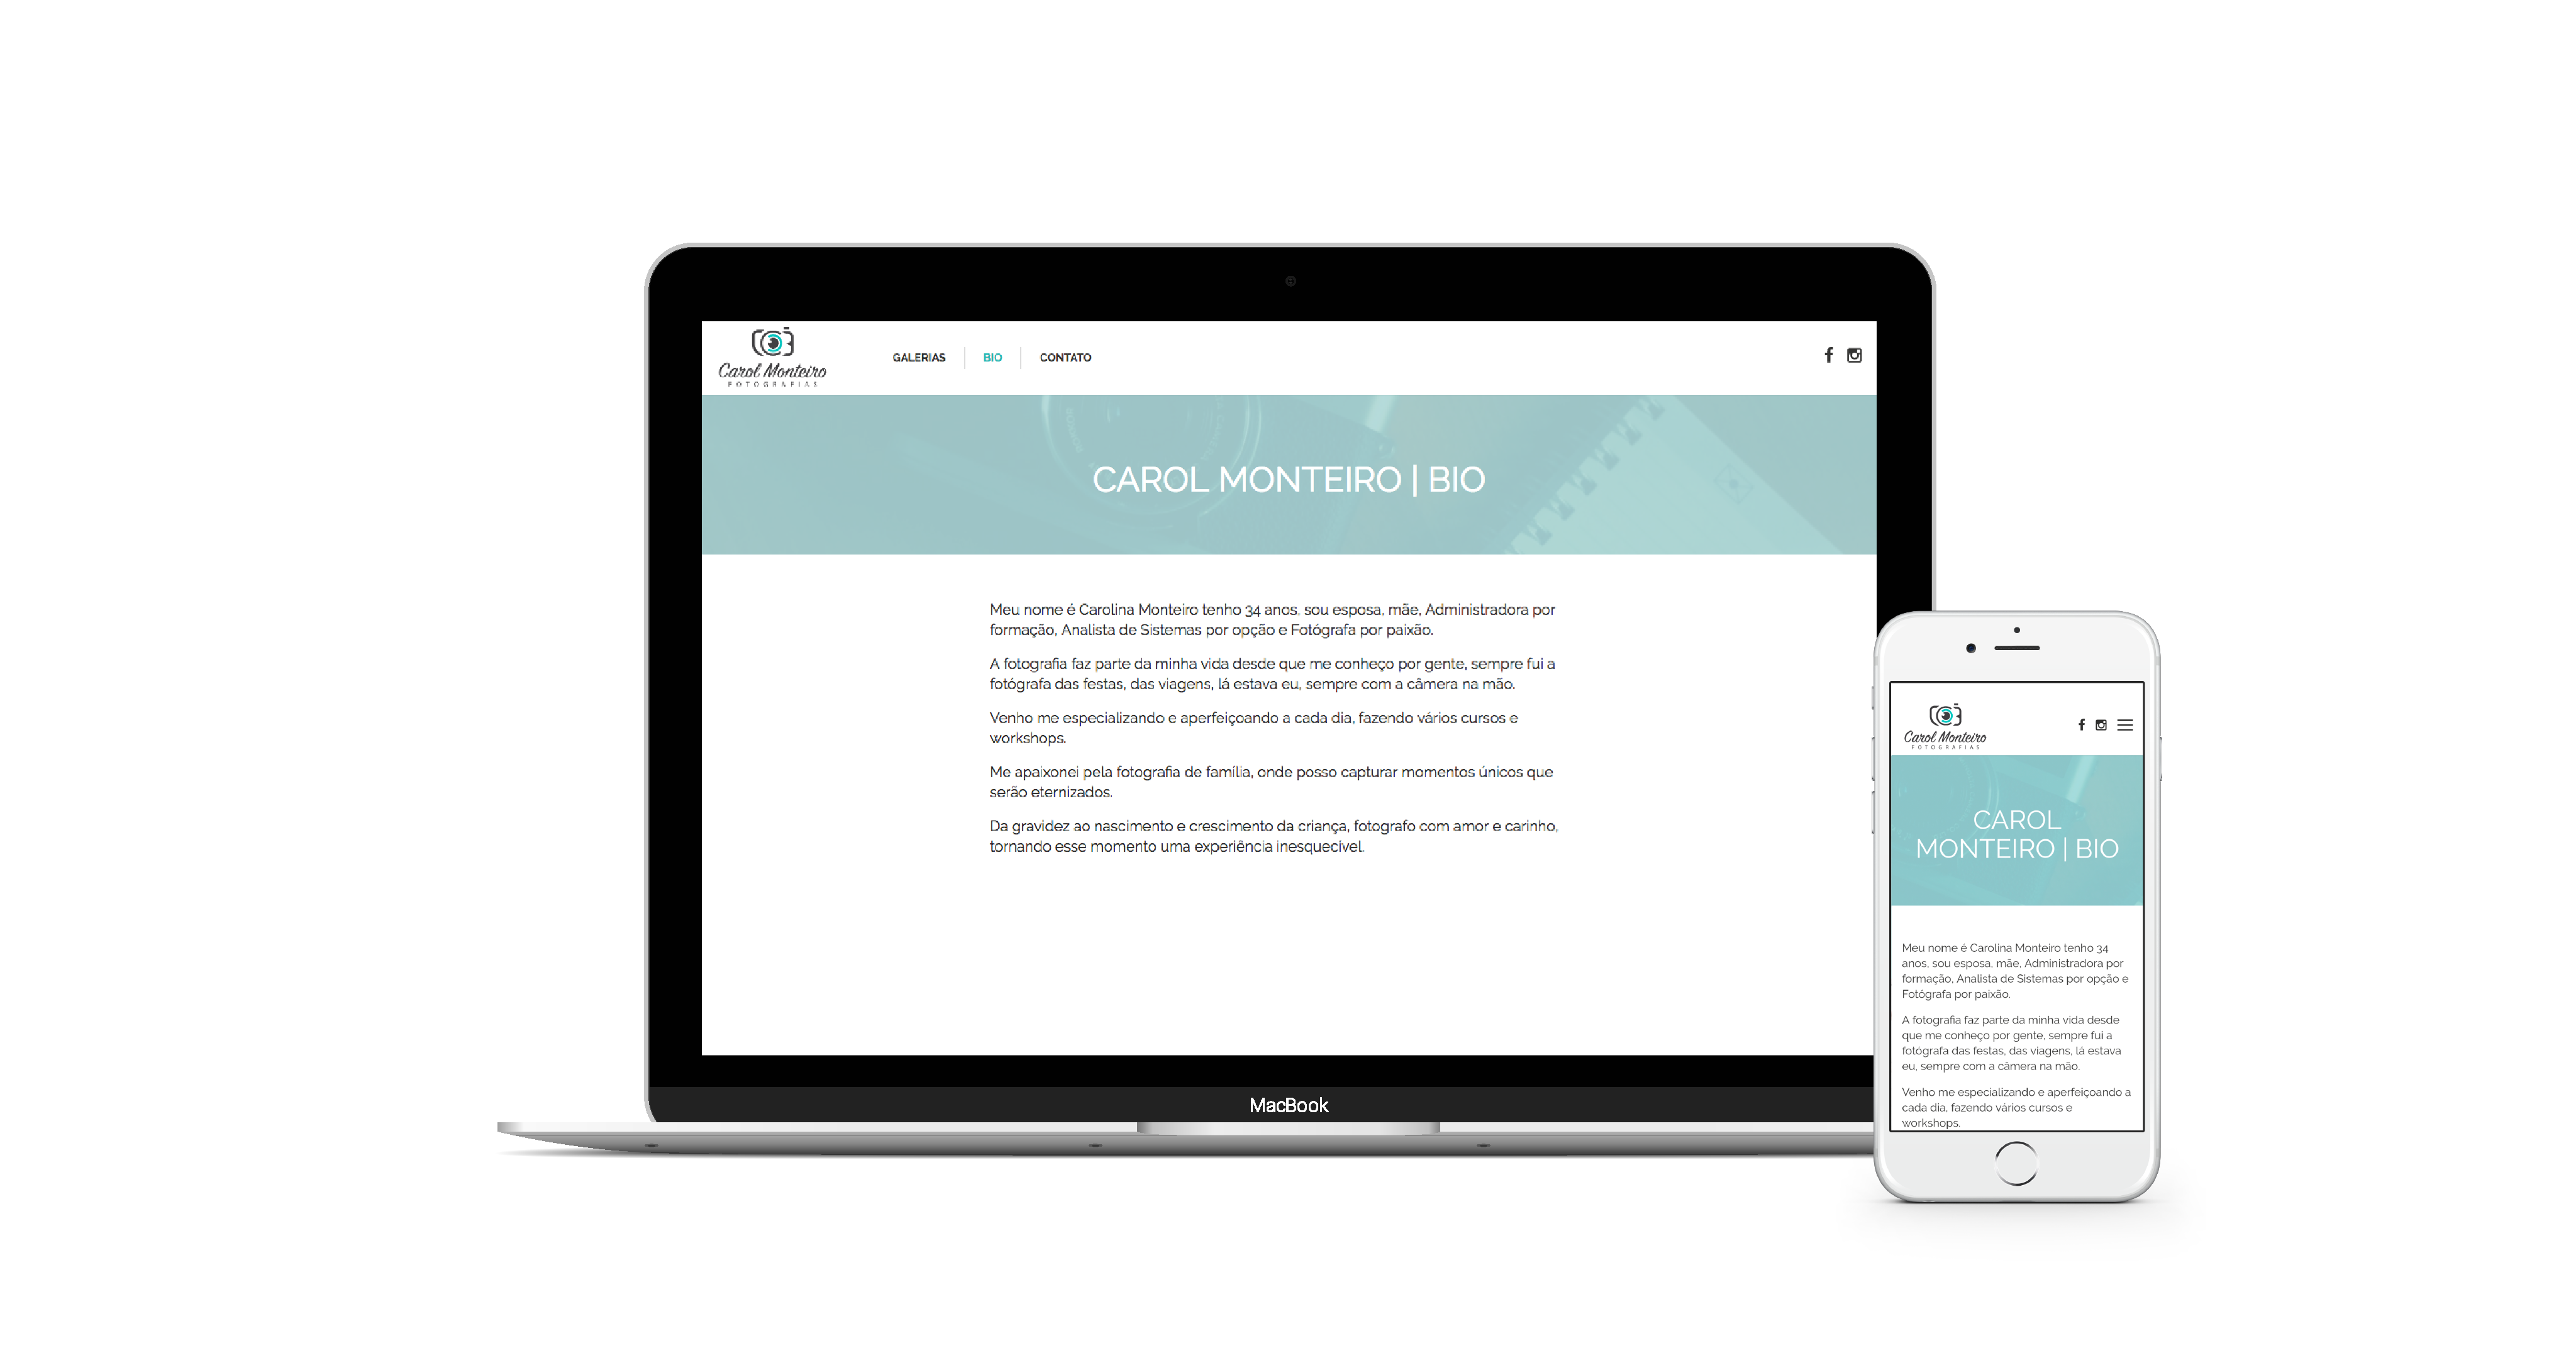 Carol Monteiro
FOTOGRAFIAS
GALERIAS
BIO
CONTATO
CAROL MONTEIRO | BIO
Meu nome é Carolina Monteiro tenho 34 anos, sou esposa, mãe, Administradora por
formação, Analista de Sistemas por opção e Fotógrafa por paixão.
A fotografia faz parte da minha vida desde que me conheço por gente, sempre fui a
fotógrafa das festas, das viagens, lá estava eu, sempre com a câmera na mão.
Venho me especializando e aperfeiçoando a cada dia, fazendo vários cursos e
workshops.
Me apaixonei pela fotografia de família, onde posso capturar momentos únicos que
serão eternizados.
Da gravidez ao nascimento e crescimento da criança, fotografo com amor e carinho,
tornando esse momento uma experiência inesquecível.
MacBook
Carol Monteiro
FOTOGRAFIAS
CAROL
MONTEIRO | BIO
Meu nome é Carolina Monteiro tenho 34
anos, sou esposa, mãe, Administradora por
formação, Analista de Sistemas por opção e
Fotógrafa por paixão.
A fotografia faz parte da minha vida desde
que me conheço por gente, sempre fui a
fotógrafa das festas, das viagens, lá estava
eu, sempre com a câmera na mão.
Venho me especializando e aperfeiçoando a
cada dia, fazendo vários cursos e
workshops.